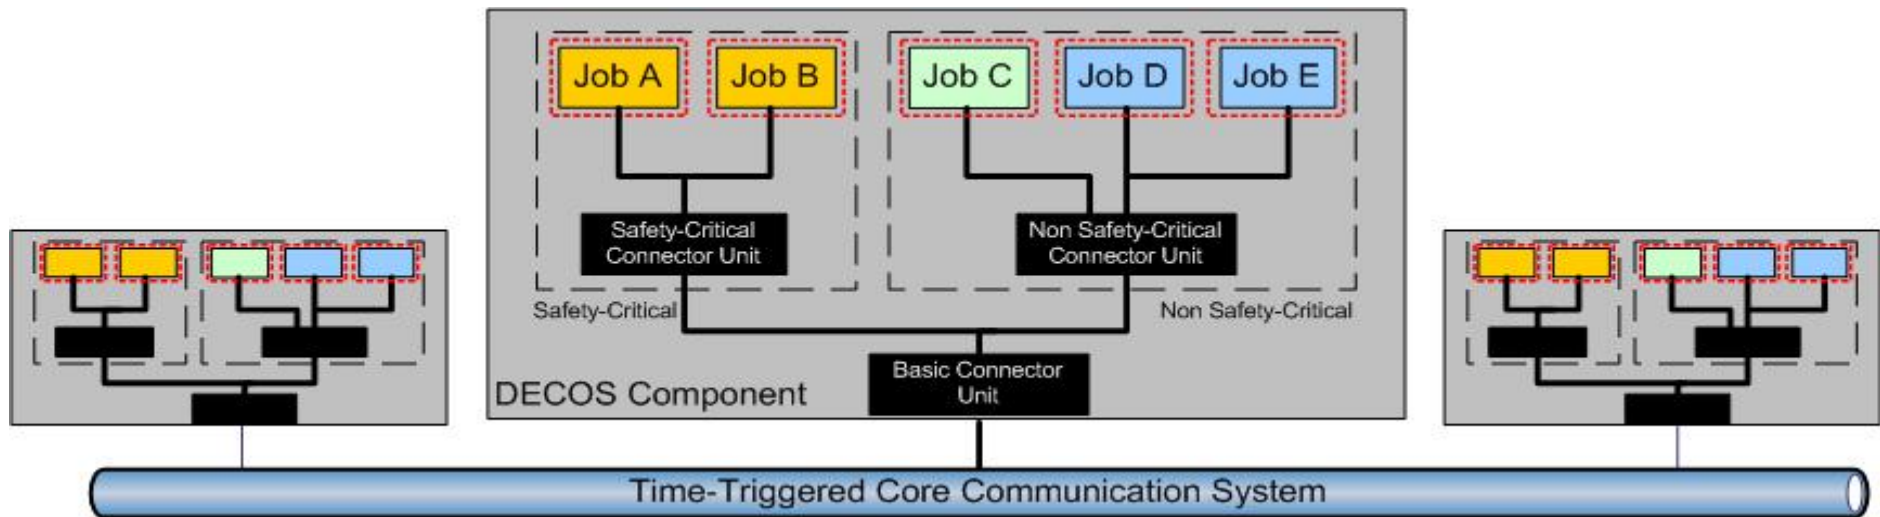 Job A
Job B
Job C
Job D
Job E
Safety-Critical
Connector Unit
Non Safety-Critical
Connector Unit
Safety-Critical
Non Safety-Critical
Basic Connector
Unit
DECOS Component
Time-Triggered Core Communication System